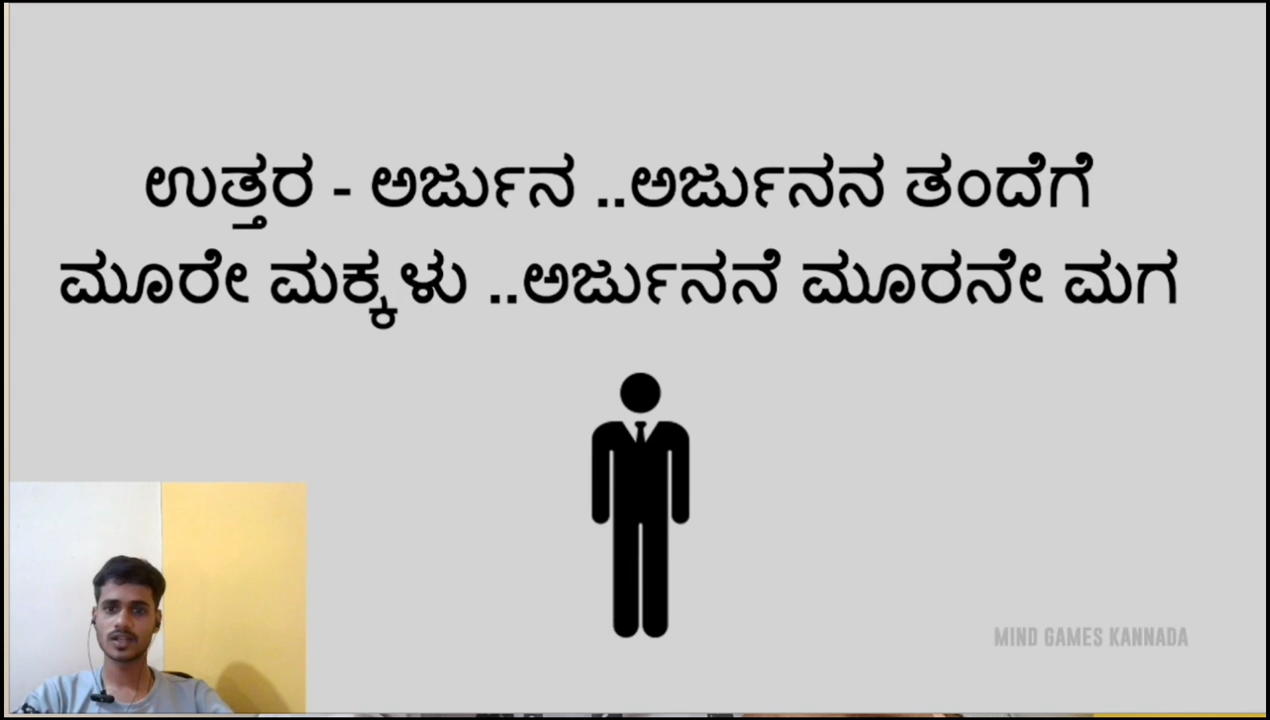 ಉತ್ತರ - ಅರ್ಜುನ ..ಅರ್ಜುನನ ತಂದೆಗೆ
ಮೂರೇ ಮಕ್ಕಳು ..ಅರ್ಜುನನೆ ಮೂರನೇ ಮಗ
MIND GAMES KANNADA